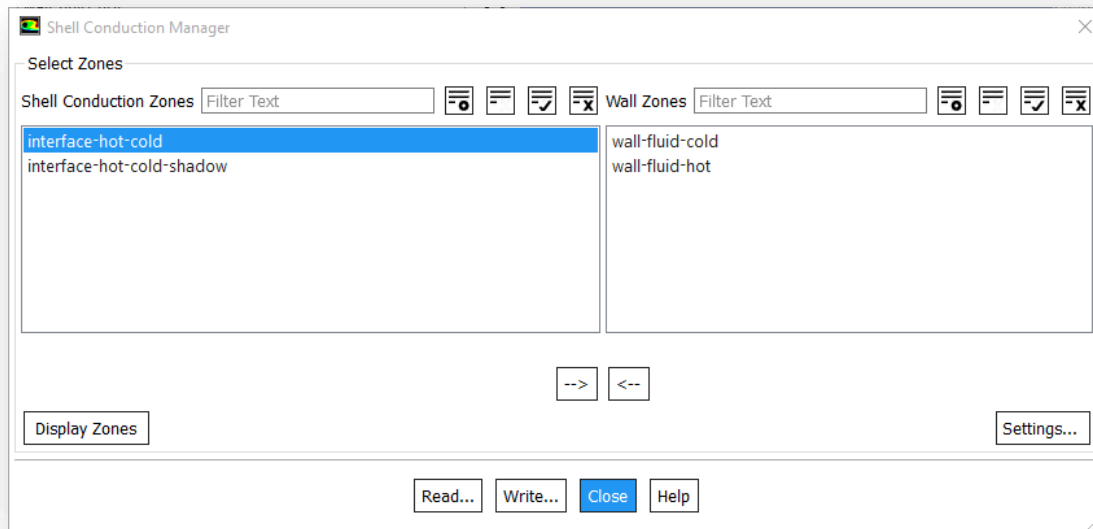 Shell Conduction Manager
Select Zones
Shell Conduction Zones Filter Text Wall Zones Filter Text
interface-hot-cold
interface-hot-cold-shadow
wall-fluid-cold
wall-fluid-hot
--> <--
Display Zones Settings...
Read... Write... Close Help